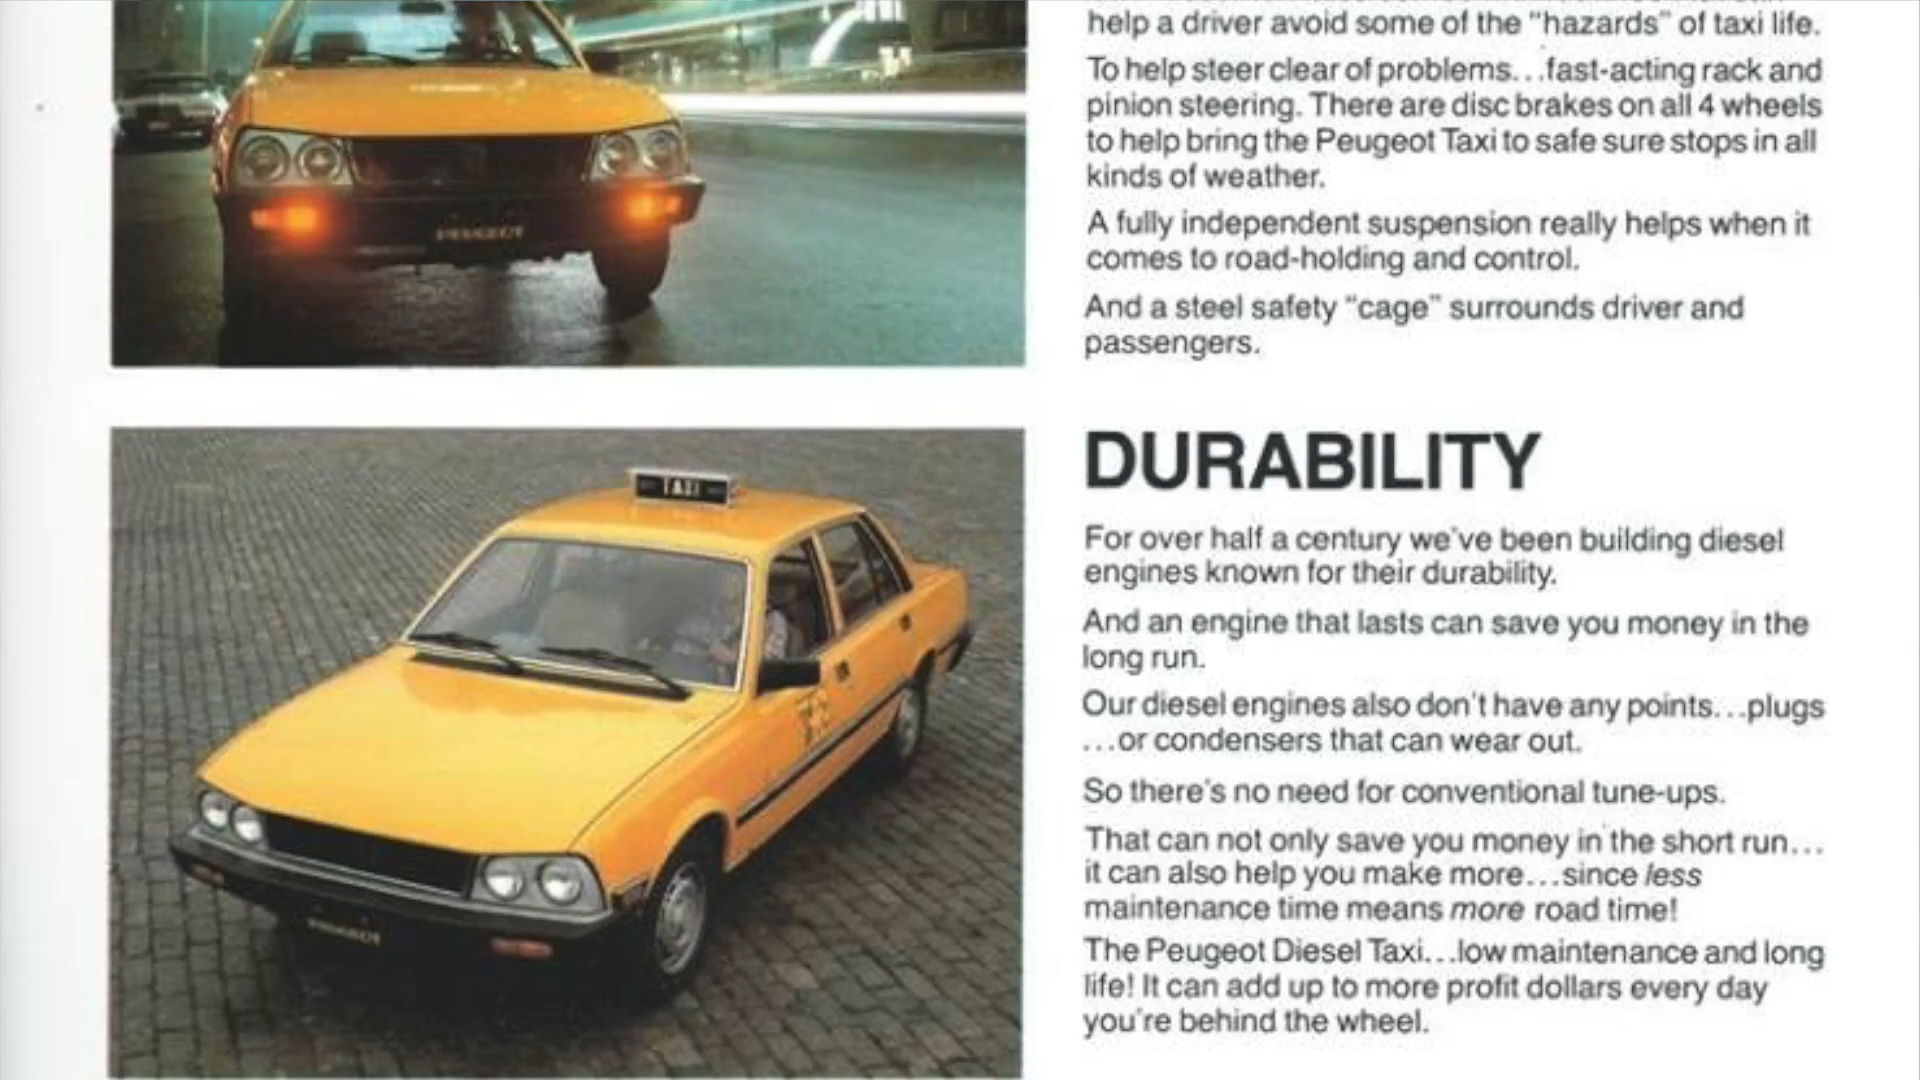 help a driver avoid some of the “hazards” of taxi life.
To help steer clear of problems...fast-acting rack and
pinion steering. There are disc brakes on all 4 wheels
to help bring the Peugeot Taxi to safe sure stops in all
kinds of weather.
A fully independent suspension really helps when it
comes to road-holding and control.
And a steel safety “cage” surrounds driver and
passengers.
PEUGEOT
TAXI
PEUGEOT
DURABILITY
For over half a century we've been building diesel
engines known for their durability.
And an engine that lasts can save you money in the
long run.
Our diesel engines also don't have any points...plugs
...or condensers that can wear out.
So there's no need for conventional tune-ups.
That can not only save you money in the short run...
it can also help you make more...since less
maintenance time means more road time!
The Peugeot Diesel Taxi...low maintenance and long
life! It can add up to more profit dollars every day
you're behind the wheel.